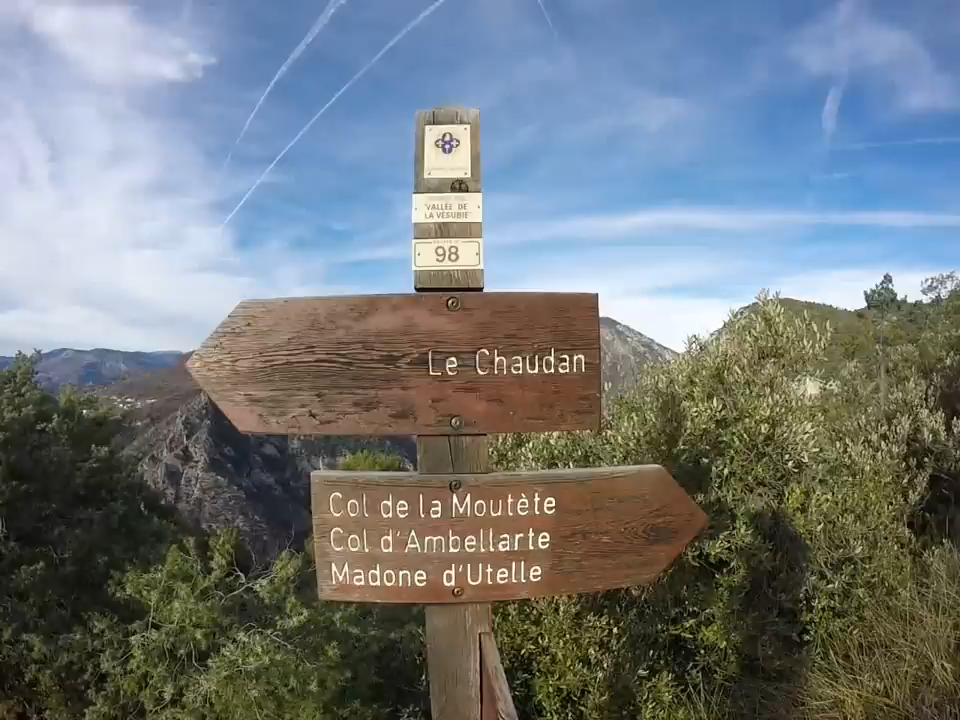 VALLÉE DE
LA VÉSUBIE
98
Le Chaudan
Col de la Moutète
Col d'Ambellarte
Madone d'Utelle